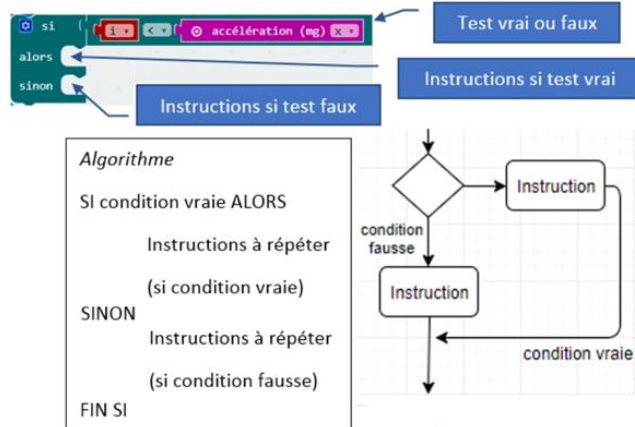 si ( i < accélération (mg) x
alors
sinon
Test vrai ou faux
Instructions si test vrai
Instructions si test faux
Algorithme
SI condition vraie ALORS
Instructions à répéter
(si condition vraie)
SINON
Instructions à répéter
(si condition fausse)
FIN SI
Instruction
condition
fausse
Instruction
condition vraie